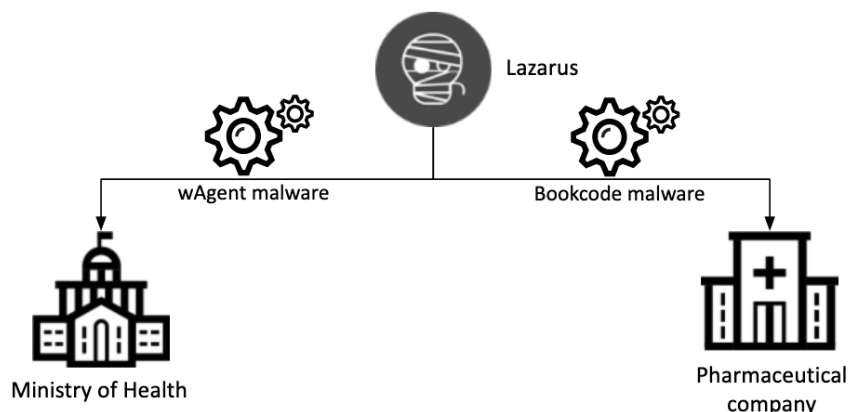 Lazarus
wAgent malware
Bookcode malware
Ministry of Health
Pharmaceutical
company